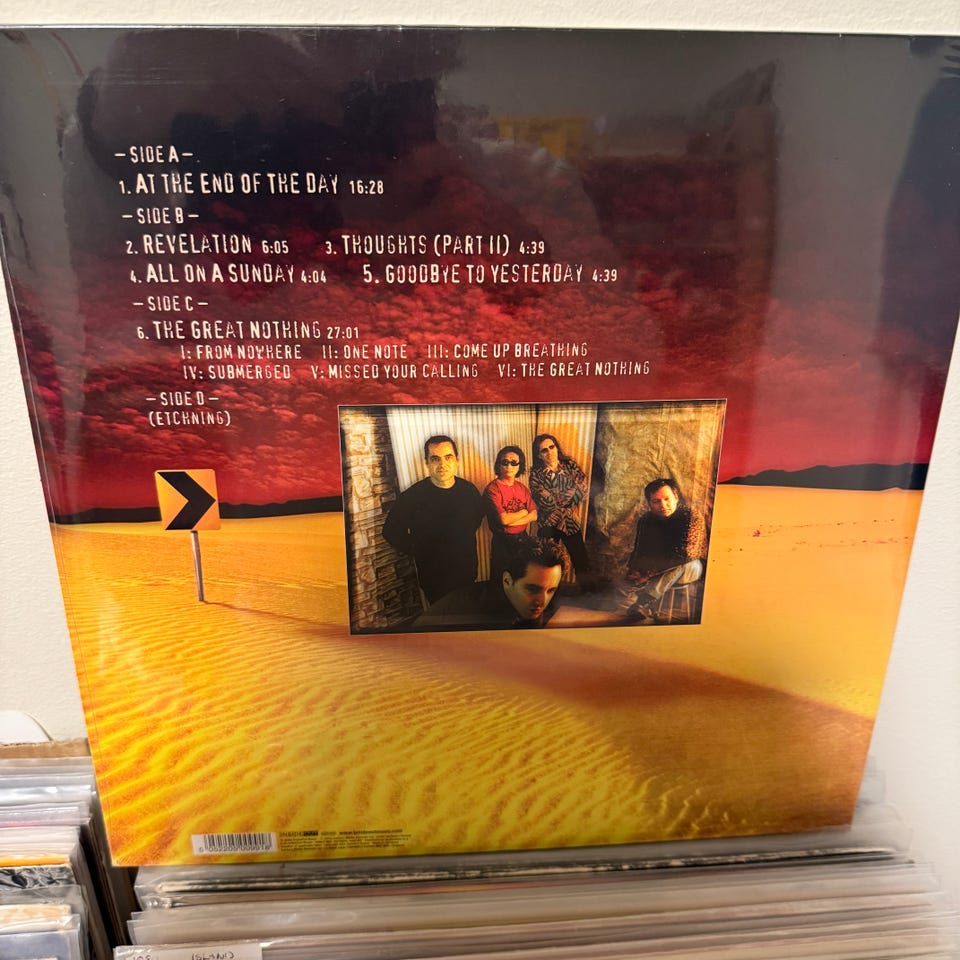 – SIDE A –
1. AT THE END OF THE DAY 16:28
– SIDE B –
2. REVELATION 6:05 3. THOUGHTS (PART II) 4:39
4. ALL ON A SUNDAY 4:04 5. GOODBYE TO YESTERDAY 4:39
– SIDE C –
6. THE GREAT NOTHING 27:01
I: FROM NOWHERE II: ONE NOTE III: COME UP BREATHING
IV: SUBMERGED V: MISSED YOUR CALLING VI: THE GREAT NOTHING
– SIDE D –
(ETCHNING)
ISLAND